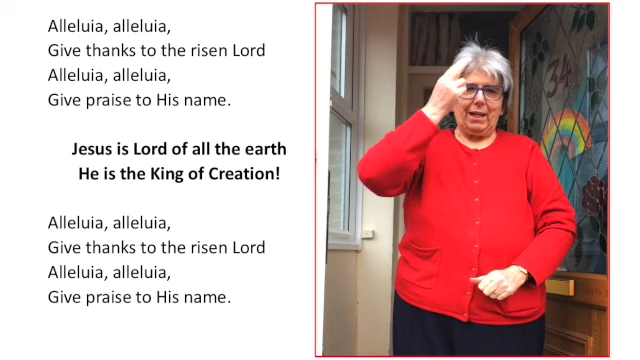 Alleluia, alleluia,
Give thanks to the risen Lord
Alleluia, alleluia,
Give praise to His name.
Jesus is Lord of all the earth
He is the King of Creation!
Alleluia, alleluia,
Give thanks to the risen Lord
Alleluia, alleluia,
Give praise to His name.
34